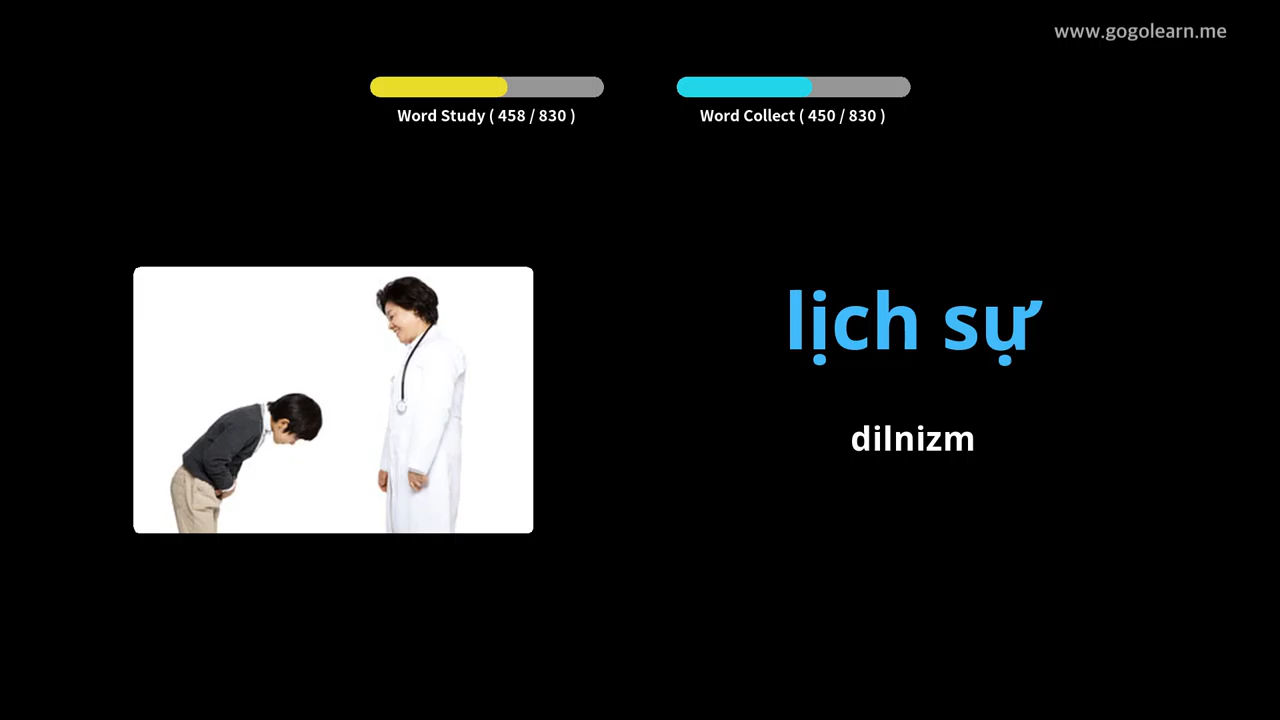 www.gogolearn.me
Word Study ( 458 / 830 )
Word Collect ( 450 / 830 )
lịch sự
dilnizm